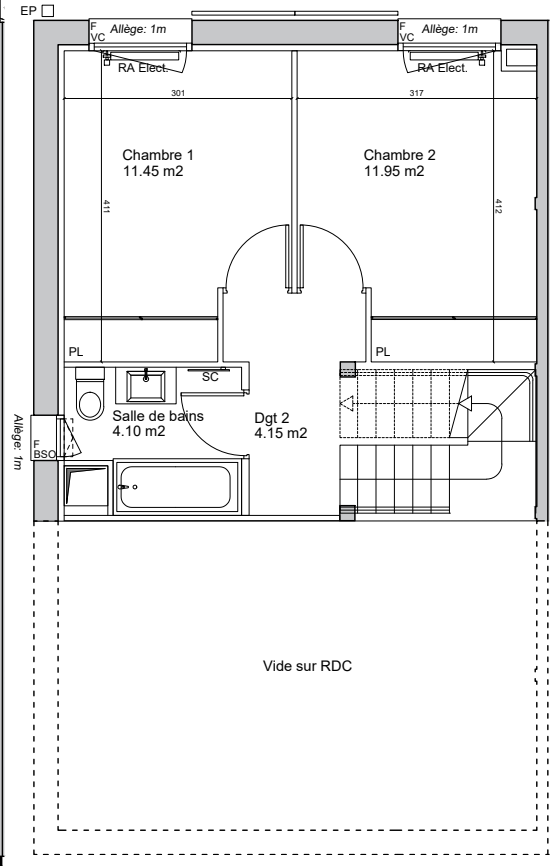 EP
F
VC
Allège: 1m
F
VC
Allège: 1m
RA Elect.
RA Elect.
301
317
Chambre 1
11.45 m2
Chambre 2
11.95 m2
411
412
PL
PL
SC
Salle de bains
4.10 m2
Dgt 2
4.15 m2
Allège: 1m
F
BSO
Vide sur RDC